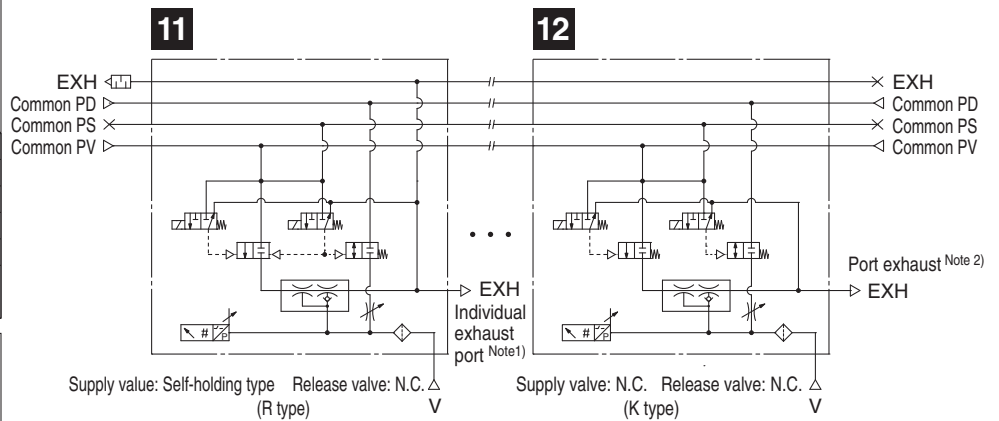 11
12
EXH
Common PD
Common PS
Common PV
EXH
Common PD
Common PS
Common PV
EXH
Individual
exhaust
port Note1)
Port exhaust Note 2)
EXH
#
P
#
P
Supply value: Self-holding type Release valve: N.C.
(R type)
V
Supply value: N.C. Release valve: N.C.
(K type)
V